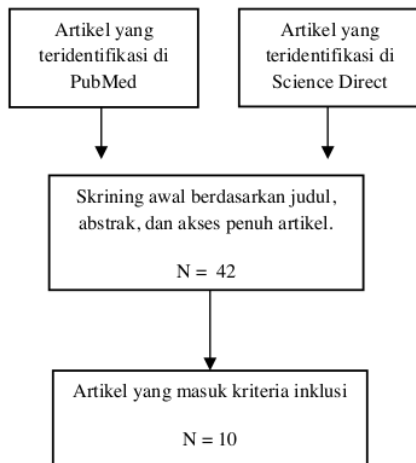 Artikel yang
teridentifikasi di
PubMed
Artikel yang
teridentifikasi di
Science Direct
Skrining awal berdasarkan judul,
abstrak, dan akses penuh artikel.
N = 42
Artikel yang masuk kriteria inklusi
N = 10